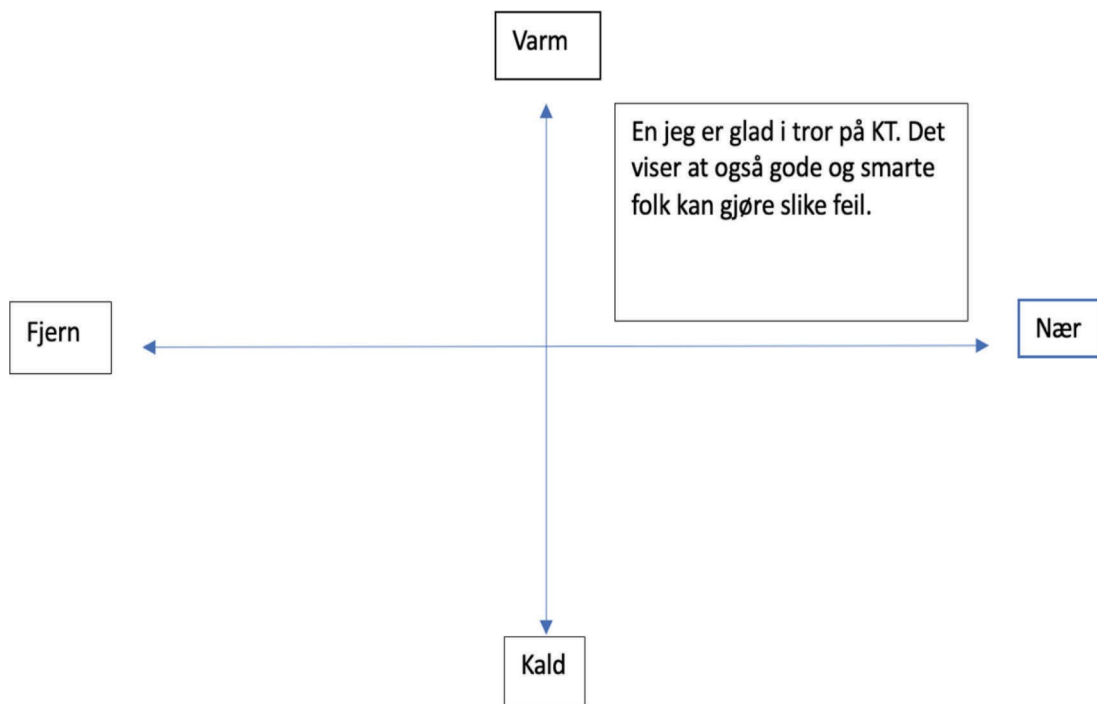 Varm
En jeg er glad i tror på KT. Det
viser at også gode og smarte
folk kan gjøre slike feil.
Fjern
Nær
Kald